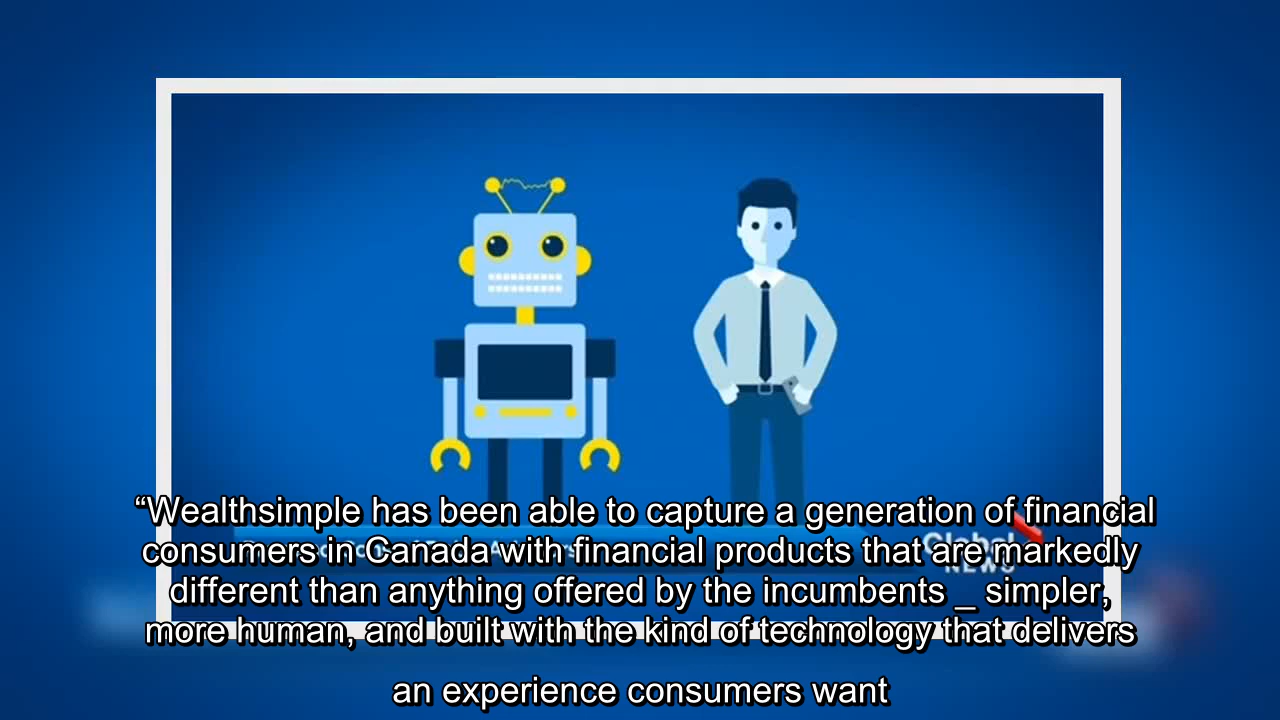 “Wealthsimple has been able to capture a generation of financial
consumers in Canada with financial products that are markedly
different than anything offered by the incumbents _ simpler,
more human, and built with the kind of technology that delivers
an experience consumers want
Global
NEWS